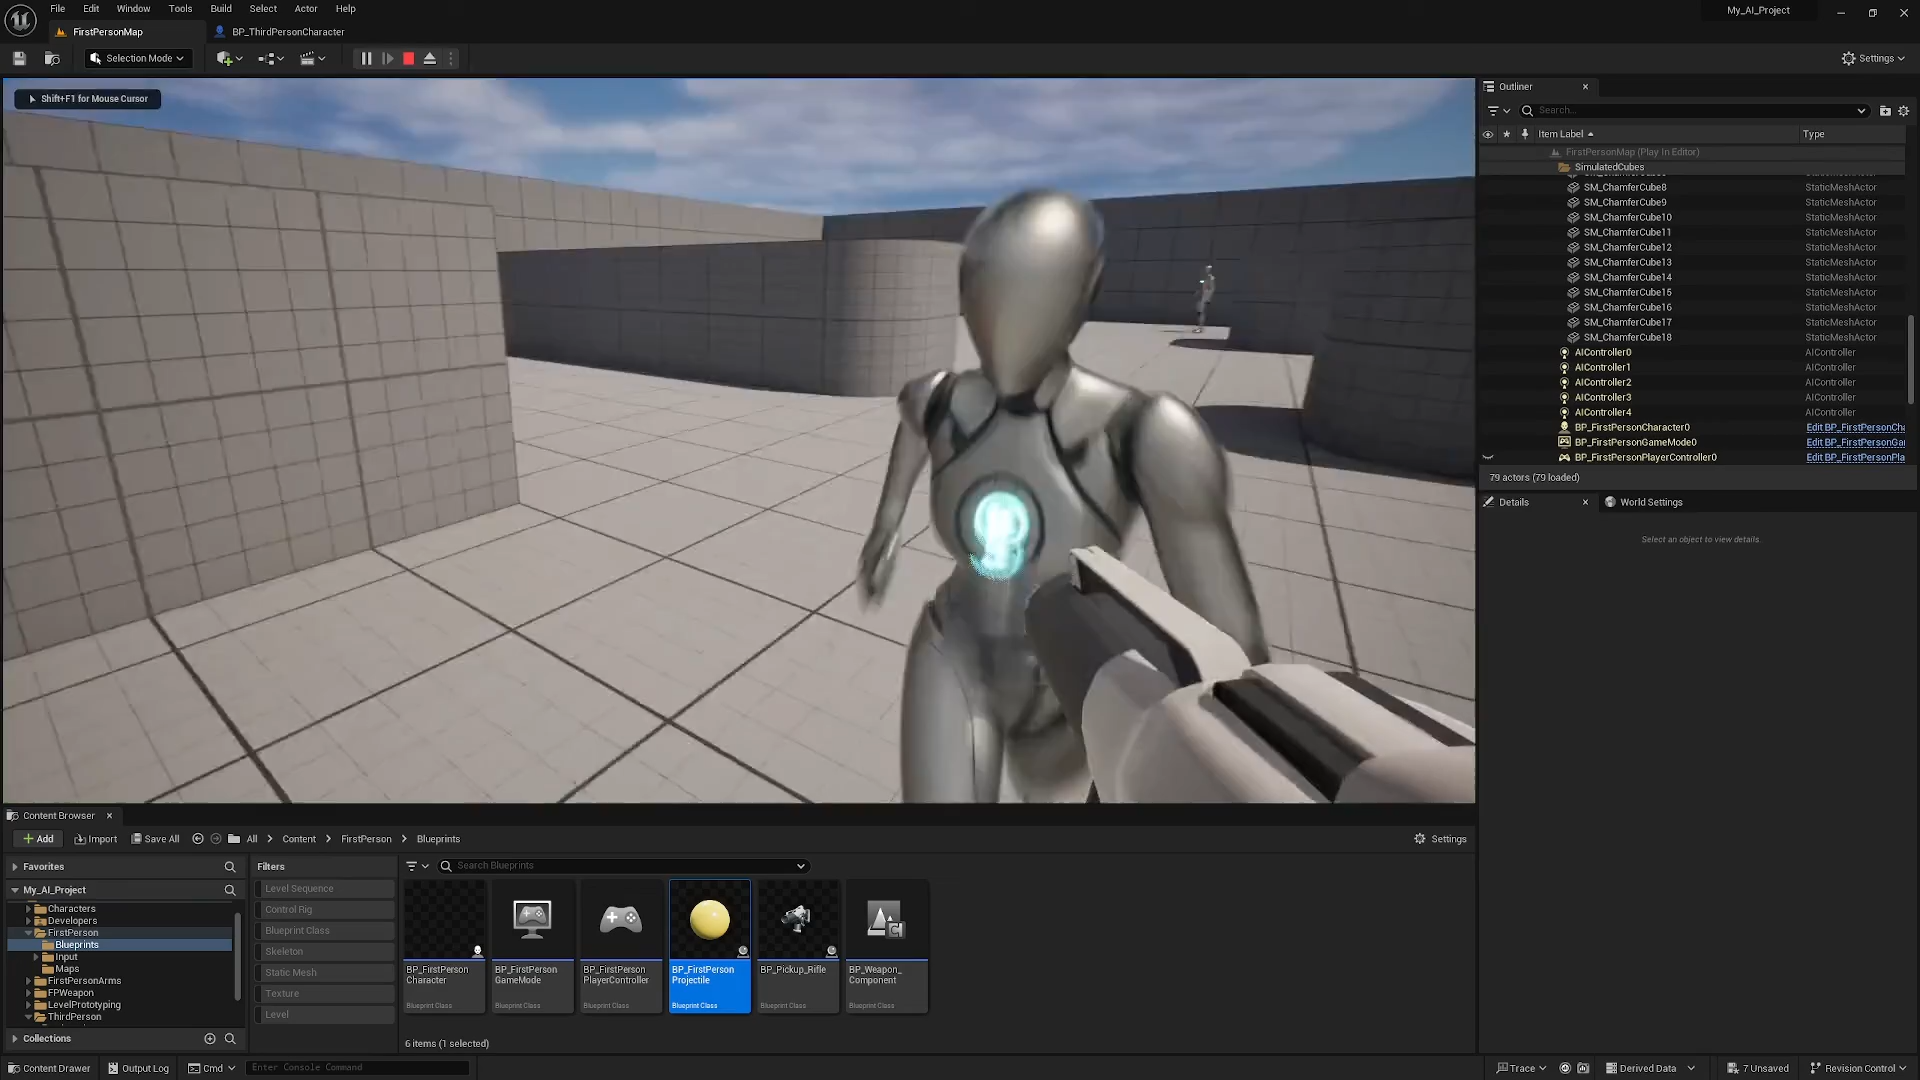 File Edit Window Tools Build Select Actor Help
My_AI_Project
FirstPersonMap
BP_ThirdPersonCharacter
Selection Mode
Settings
Shift+F1 for Mouse Cursor
Outliner
Search...
Item Label
Type
FirstPersonMap (Play In Editor)
SimulatedCubes
SM_ChamferCube8 StaticMeshActor
SM_ChamferCube9 StaticMeshActor
SM_ChamferCube10 StaticMeshActor
SM_ChamferCube11 StaticMeshActor
SM_ChamferCube12 StaticMeshActor
SM_ChamferCube13 StaticMeshActor
SM_ChamferCube14 StaticMeshActor
SM_ChamferCube15 StaticMeshActor
SM_ChamferCube16 StaticMeshActor
SM_ChamferCube17 StaticMeshActor
SM_ChamferCube18 StaticMeshActor
AIController0 AIController
AIController1 AIController
AIController2 AIController
AIController3 AIController
AIController4 AIController
BP_FirstPersonCharacter0 Edit BP_FirstPersonCha
BP_FirstPersonGameMode0 Edit BP_FirstPersonGa
BP_FirstPersonPlayerController0 Edit BP_FirstPersonPla
79 actors (79 loaded)
Details
World Settings
Select an object to view details.
Content Browser
Add Import Save All All Content FirstPerson Blueprints
Settings
Favorites
My_AI_Project
Characters
Developers
FirstPerson
Blueprints
Input
Maps
FirstPersonArms
FPWeapon
LevelPrototyping
ThirdPerson
Collections
Filters
Level Sequence
Control Rig
Blueprint Class
Skeleton
Static Mesh
Texture
Level
Search Blueprints
BP_FirstPerson
Character
Blueprint Class
BP_FirstPerson
GameMode
Blueprint Class
BP_FirstPerson
PlayerController
Blueprint Class
BP_FirstPerson
Projectile
Blueprint Class
BP_Pickup_Rifle
Blueprint Class
BP_Weapon_
Component
Blueprint Class
6 items (1 selected)
Content Drawer
Output Log
Cmd
Enter Console Command
Trace
Derived Data
7 Unsaved
Revision Control